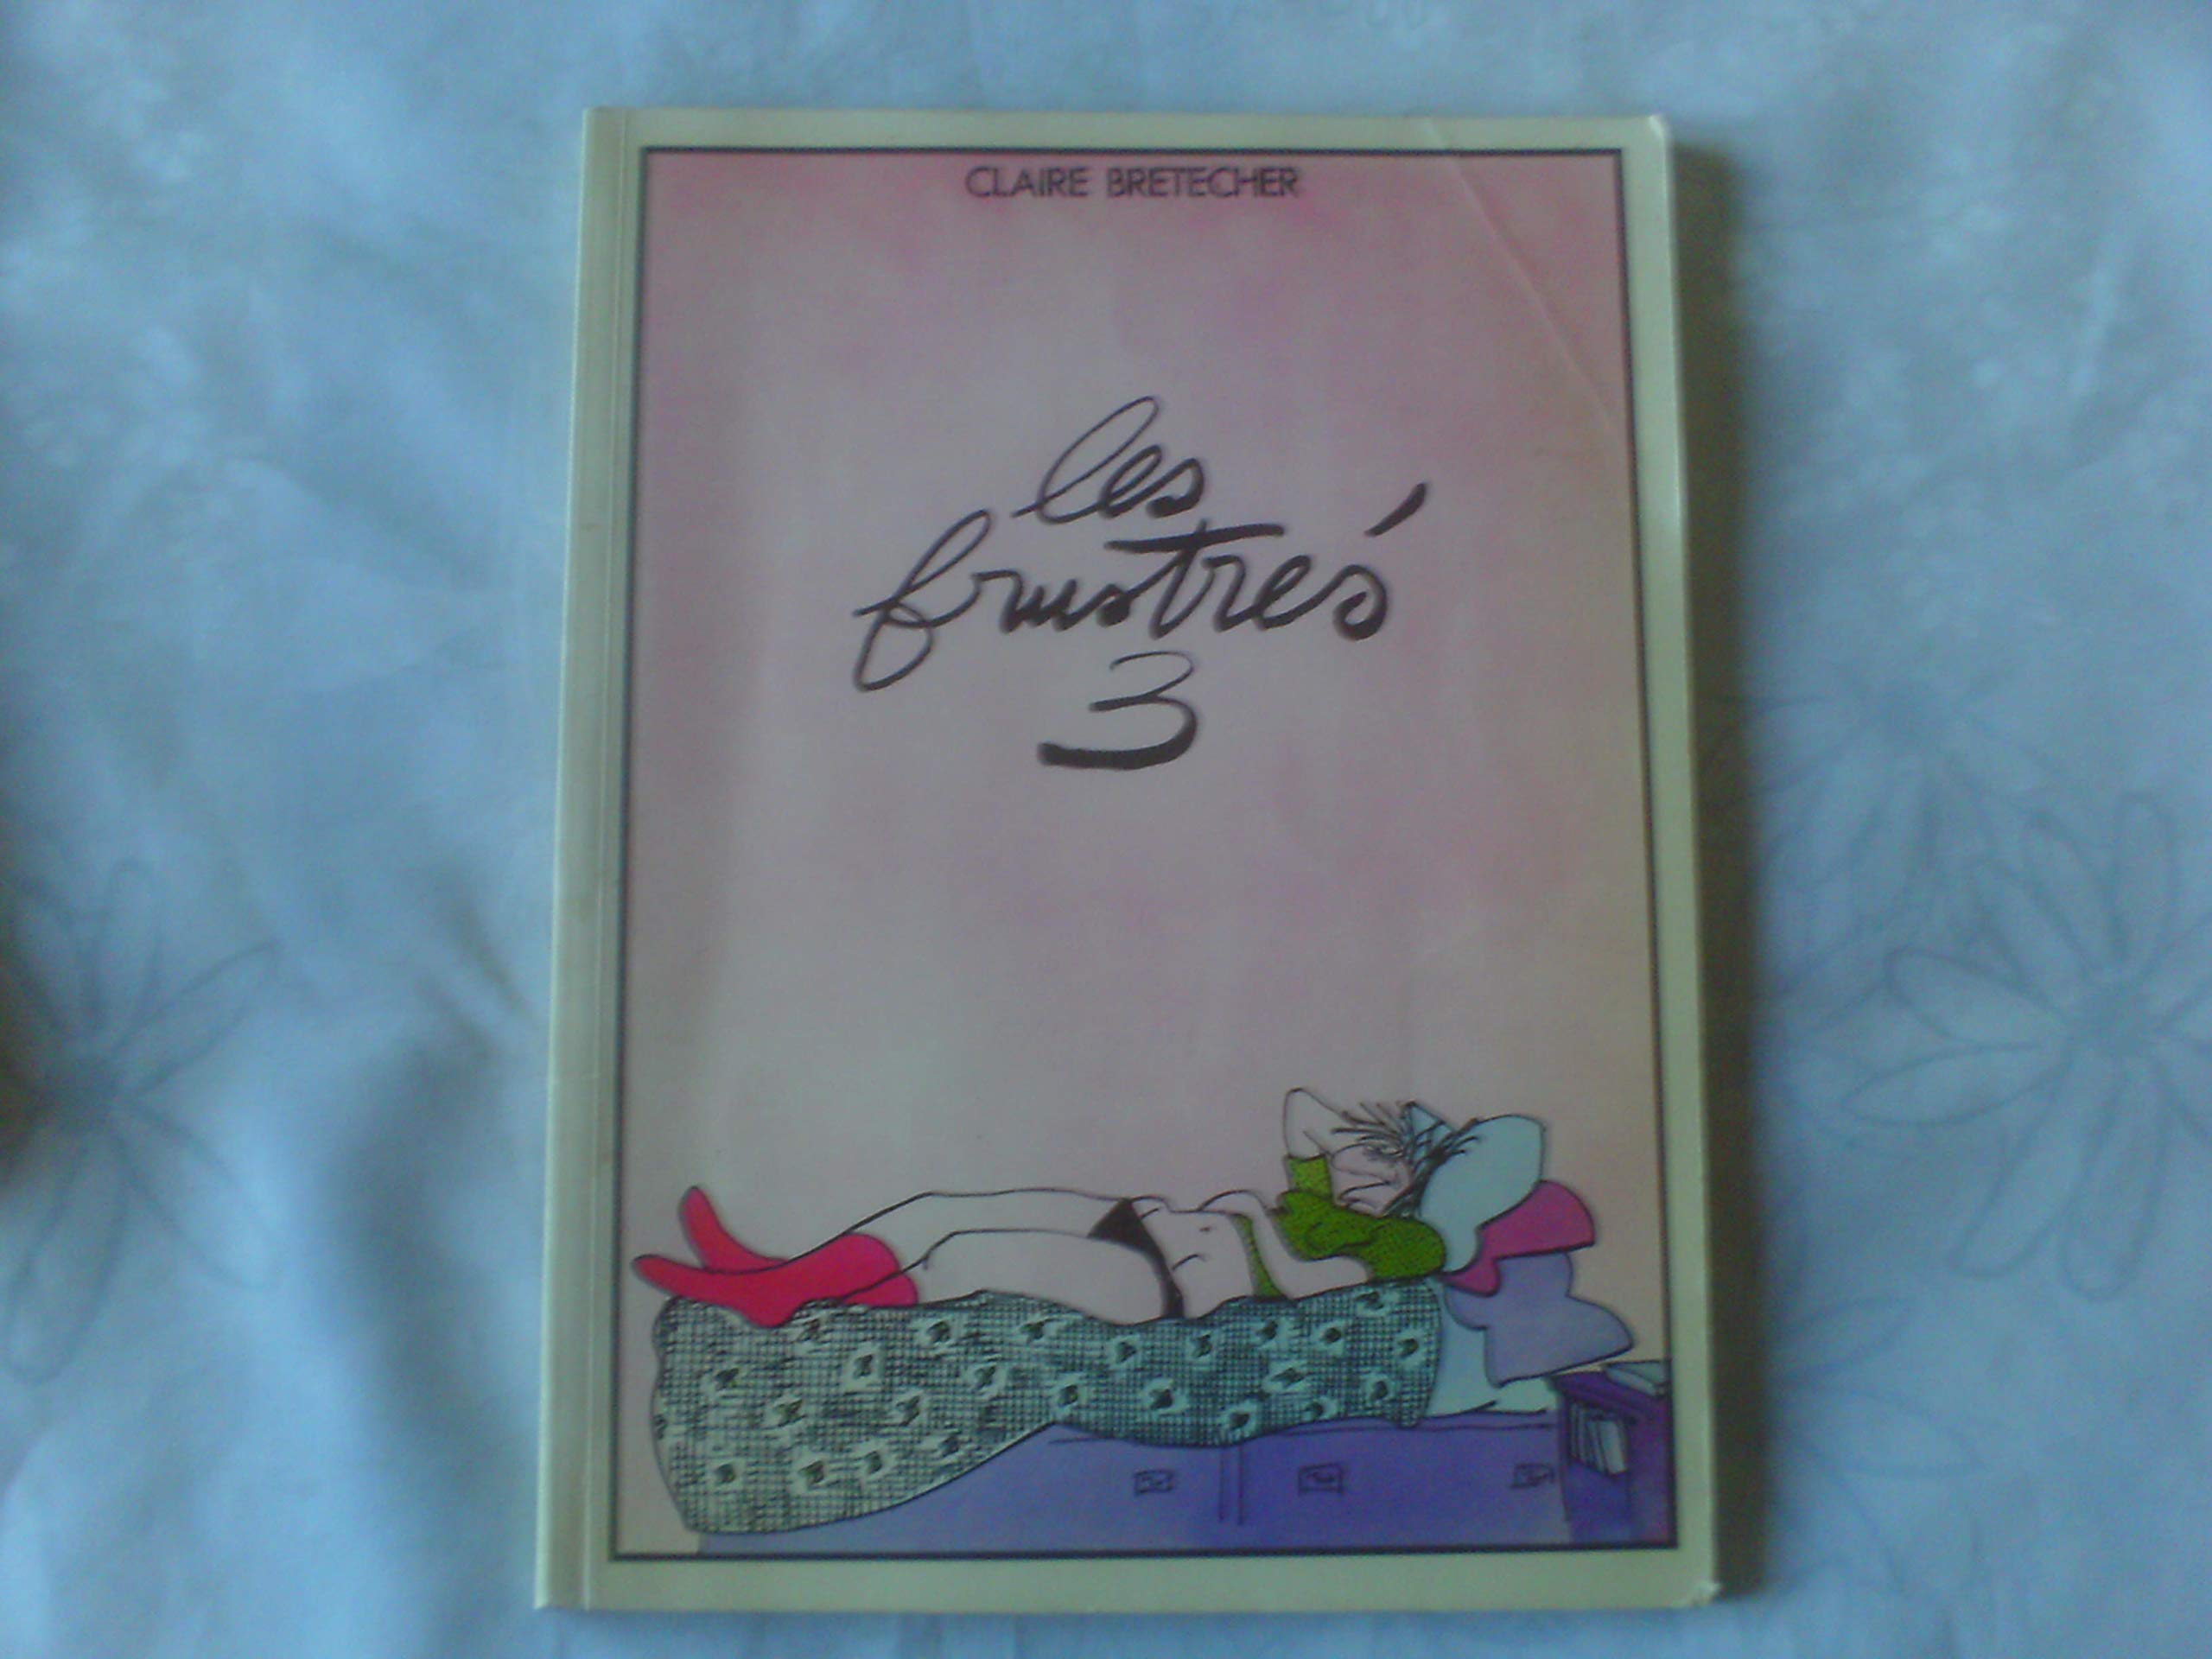 CLAIRE BRETECHER
les
frustrés
3